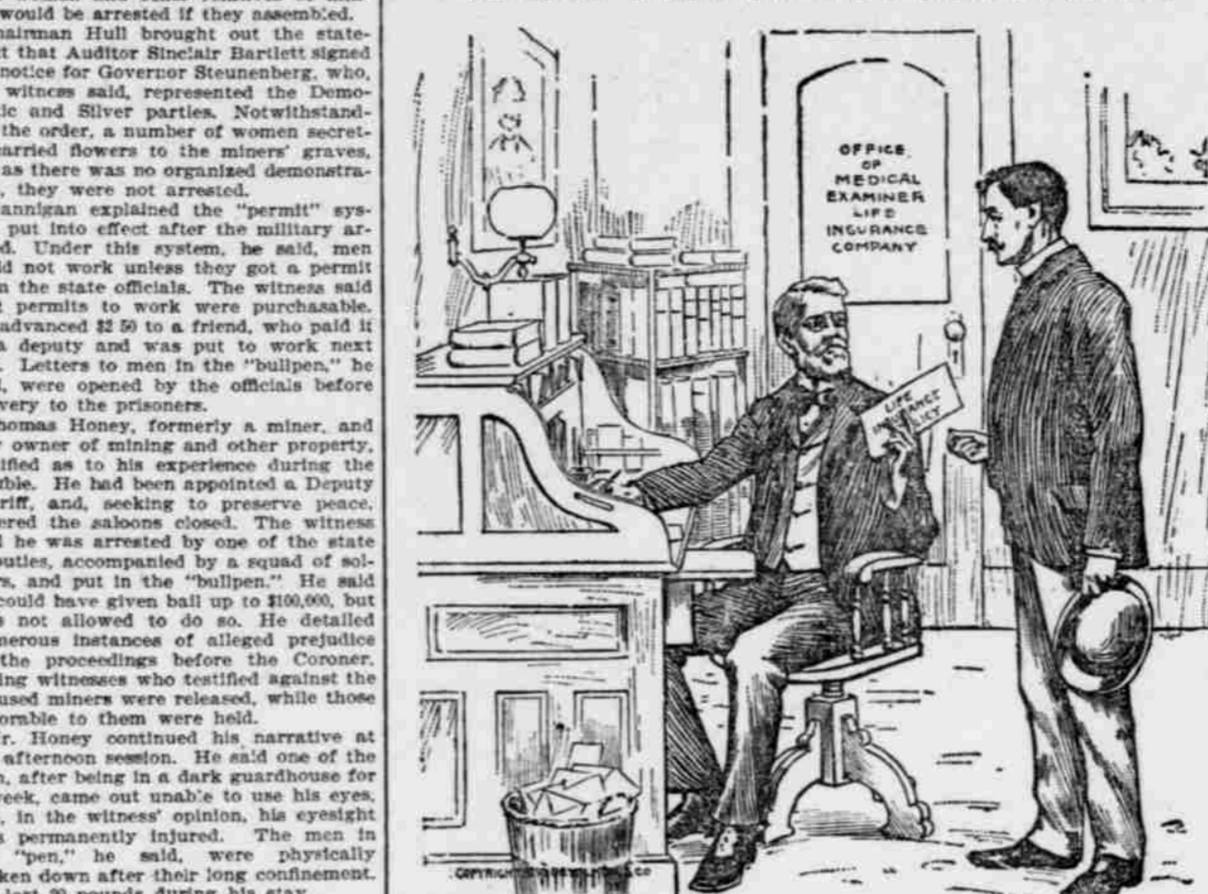 would be arrested if they assembled.
hairman Hull brought out the state-
t that Auditor Sinclair Bartlett signed
notice for Governor Steunenberg, who,
witness said, represented the Demo-
ic and Silver parties. Notwithstand-
the order, a number of women secret-
carried flowers to the miners' graves,
as there was no organized demonstra-
, they were not arrested.
annigan explained the "permit" sys-
put into effect after the military ar-
d. Under this system, he said, men
ld not work unless they got a permit
m the state officials. The witness said
t permits to work were purchasable.
advanced $2 50 to a friend, who paid it
a deputy and was put to work next
. Letters to men in the "bullpen," he
d, were opened by the officials before
very to the prisoners.
homas Honey, formerly a miner, and
owner of mining and other property,
ified as to his experience during the
uble. He had been appointed a Deputy
riff, and, seeking to preserve peace,
ered the saloons closed. The witness
d he was arrested by one of the state
puties, accompanied by a squad of sol-
rs, and put in the "bullpen." He said
could have given bail up to $100,000, but
s not allowed to do so. He detailed
merous instances of alleged prejudice
the proceedings before the Coroner,
ing witnesses who testified against the
used miners were released, while those
orable to them were held.
r. Honey continued his narrative at
afternoon session. He said one of the
n, after being in a dark guardhouse for
week, came out unable to use his eyes,
, in the witness' opinion, his eyesight
s permanently injured. The men in
"pen," he said, were physically
ken down after their long confinement.
lost 20 pounds during his stay.
OFFICE
OF
MEDICAL
EXAMINER
LIFE
INSURANCE
COMPANY
LIFE
INSURANCE
POLICY
COPYRIGHT